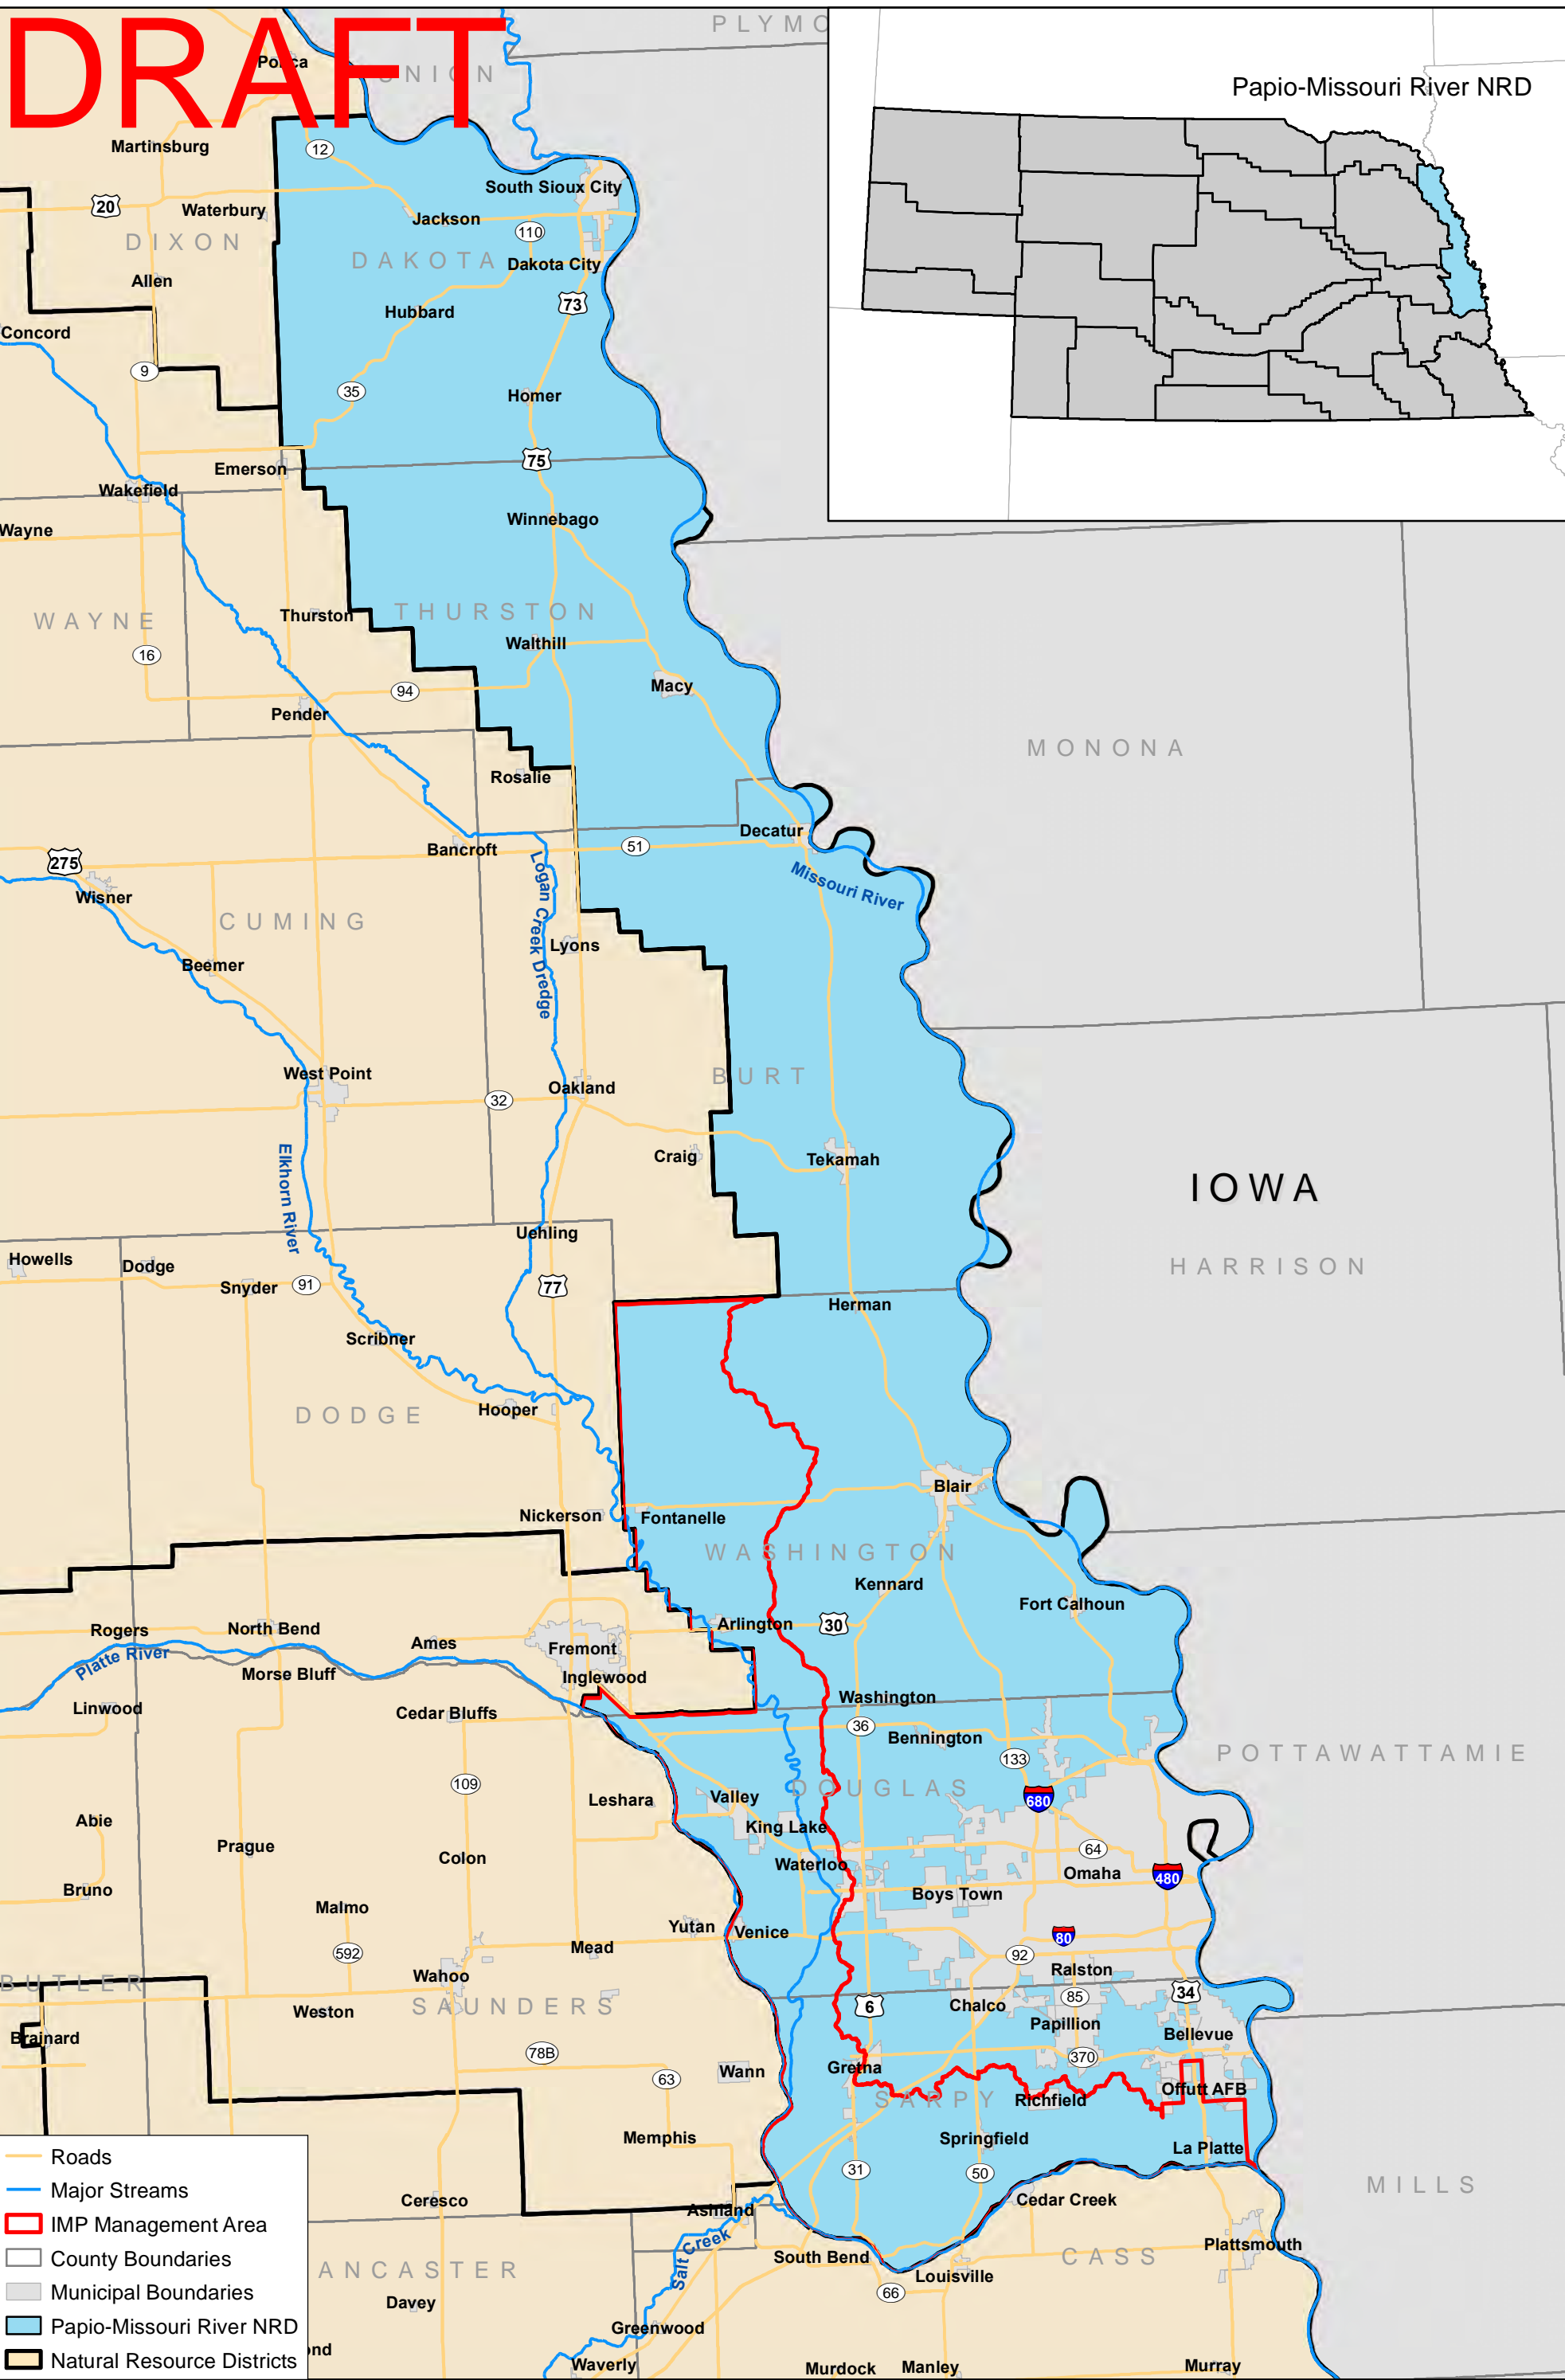 DRAFT
PLYMO
Papio-Missouri River NRD
UNION
Martinsburg
12
South Sioux City
20
Waterbury
Jackson
110
DIXON
DAKOTA
Dakota City
Allen
73
Hubbard
Concord
9
35
Homer
75
Emerson
Wakefield
Winnebago
Wayne
WAYNE
Thurston
THURSTON
16
Walthill
94
Macy
Pender
MONONA
Rosalie
Decatur
51
Bancroft
275
Missouri River
Wisner
Logan Creek Dredge
CUMING
Lyons
Beemer
West Point
BURT
Oakland
32
Craig
Tekamah
IOWA
Elkhorn River
Uehling
Howells
Dodge
HARRISON
Snyder
91
77
Herman
Scribner
DODGE
Hooper
Blair
Nickerson
Fontanelle
WASHINGTON
Kennard
Fort Calhoun
Rogers
North Bend
Arlington
30
Ames
Fremont
Platte River
Morse Bluff
Inglewood
Linwood
Cedar Bluffs
Washington
36
Bennington
133
POTTAWATTAMIE
109
DOUGLAS
Leshara
Valley
680
Abie
King Lake
Prague
64
Colon
Waterloo
Omaha
480
Bruno
Boys Town
Malmo
Yutan
Venice
80
592
Mead
92
Wahoo
Ralston
BUTLER
SAUNDERS
85
34
Weston
6
Chalco
Papillion
Brainard
Bellevue
78B
370
Wann
63
Gretna
Offutt AFB
SARPY
Richfield
Memphis
Springfield
La Platte
31
50
MILLS
Ceresco
Ashland
Cedar Creek
Salt Creek
South Bend
Plattsmouth
CASS
ANCASTER
Louisville
66
Davey
Greenwood
ond
Waverly
Murdock
Manley
Murray
Roads
Major Streams
IMP Management Area
County Boundaries
Municipal Boundaries
Papio-Missouri River NRD
Natural Resource Districts